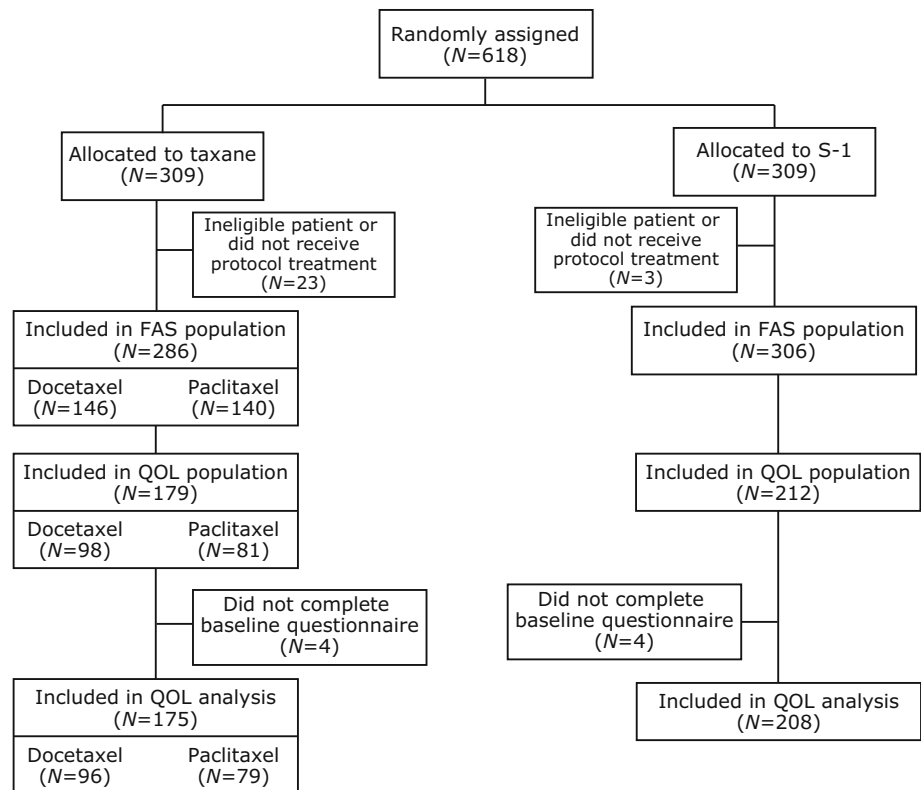 Randomly assigned
(N=618)
Allocated to taxane
(N=309)
Allocated to S-1
(N=309)
Ineligible patient or
did not receive
protocol treatment
(N=23)
Ineligible patient or
did not receive
protocol treatment
(N=3)
Included in FAS population
(N=286)
Docetaxel Paclitaxel
(N=146) (N=140)
Included in FAS population
(N=306)
Included in QOL population
(N=179)
Docetaxel Paclitaxel
(N=98) (N=81)
Included in QOL population
(N=212)
Did not complete
baseline questionnaire
(N=4)
Did not complete
baseline questionnaire
(N=4)
Included in QOL analysis
(N=175)
Docetaxel Paclitaxel
(N=96) (N=79)
Included in QOL analysis
(N=208)